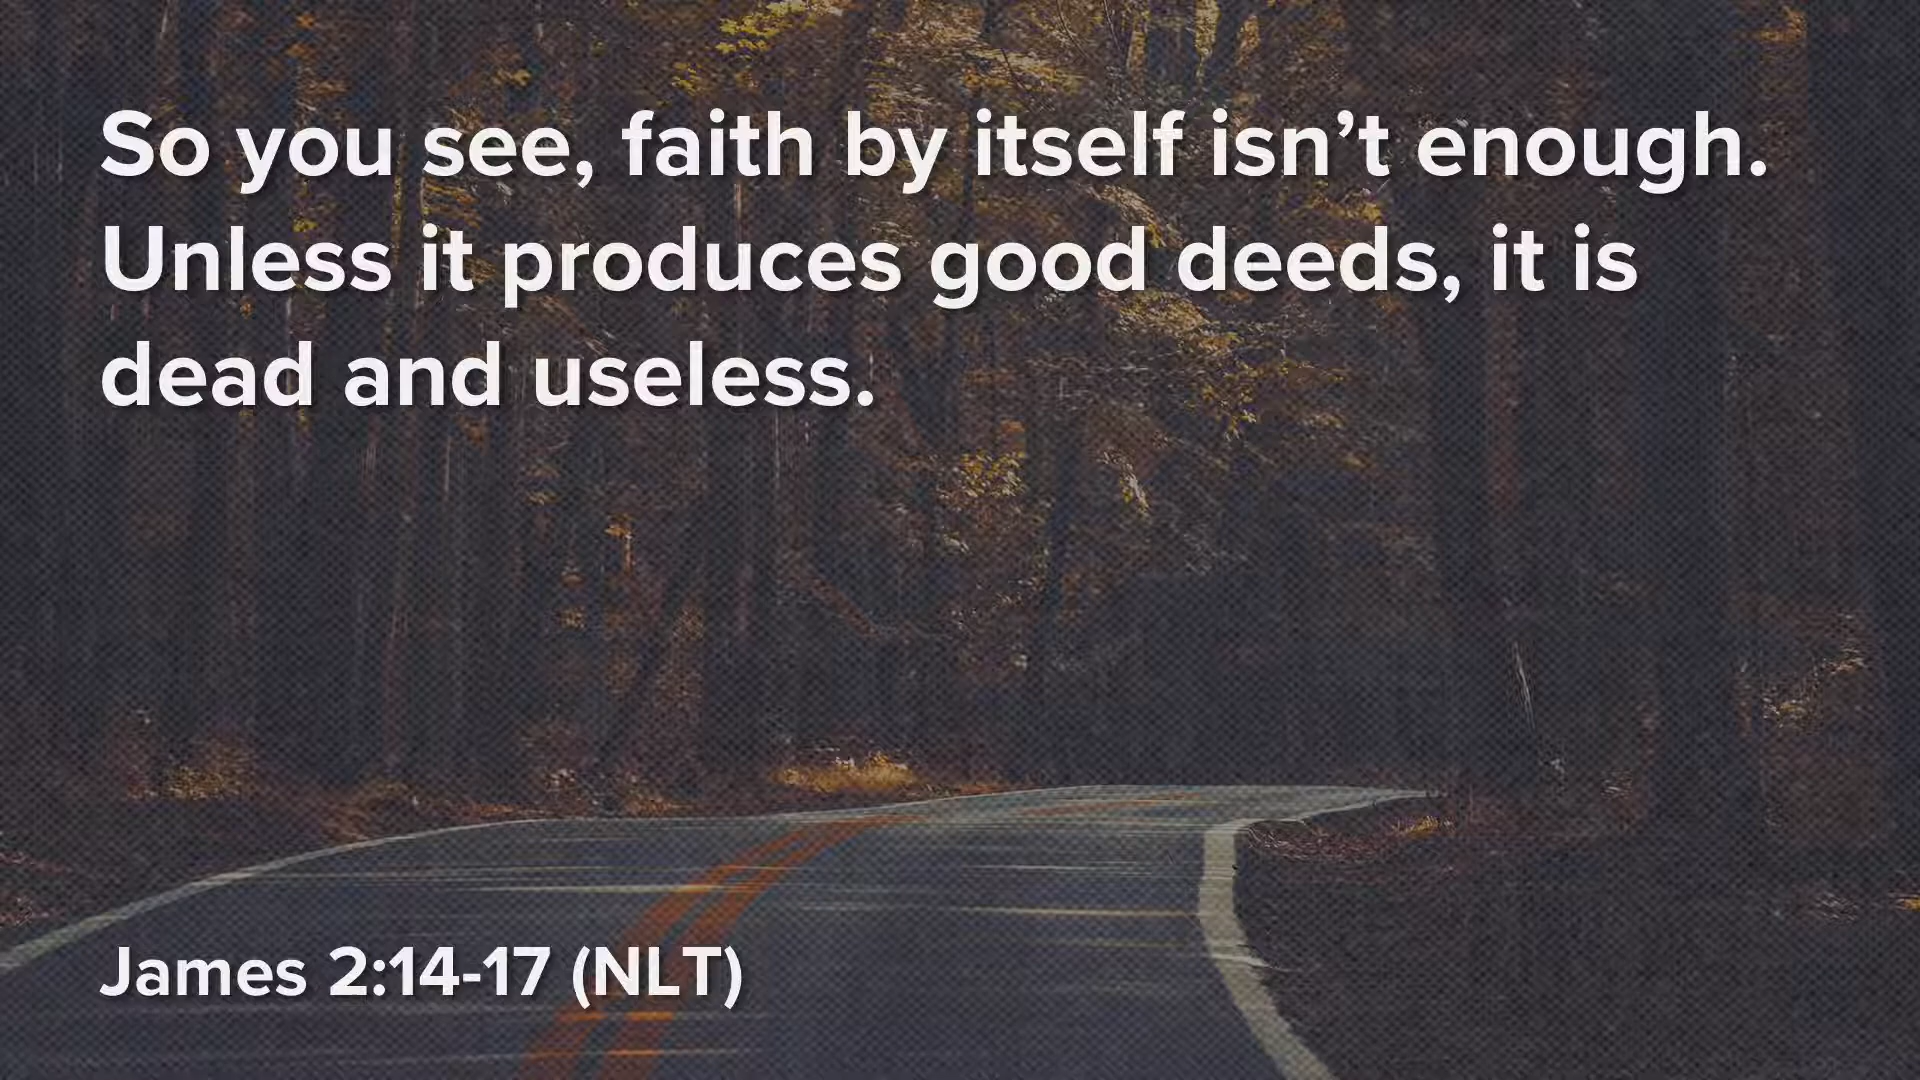 So you see, faith by itself isn’t enough.
Unless it produces good deeds, it is
dead and useless.
James 2:14-17 (NLT)